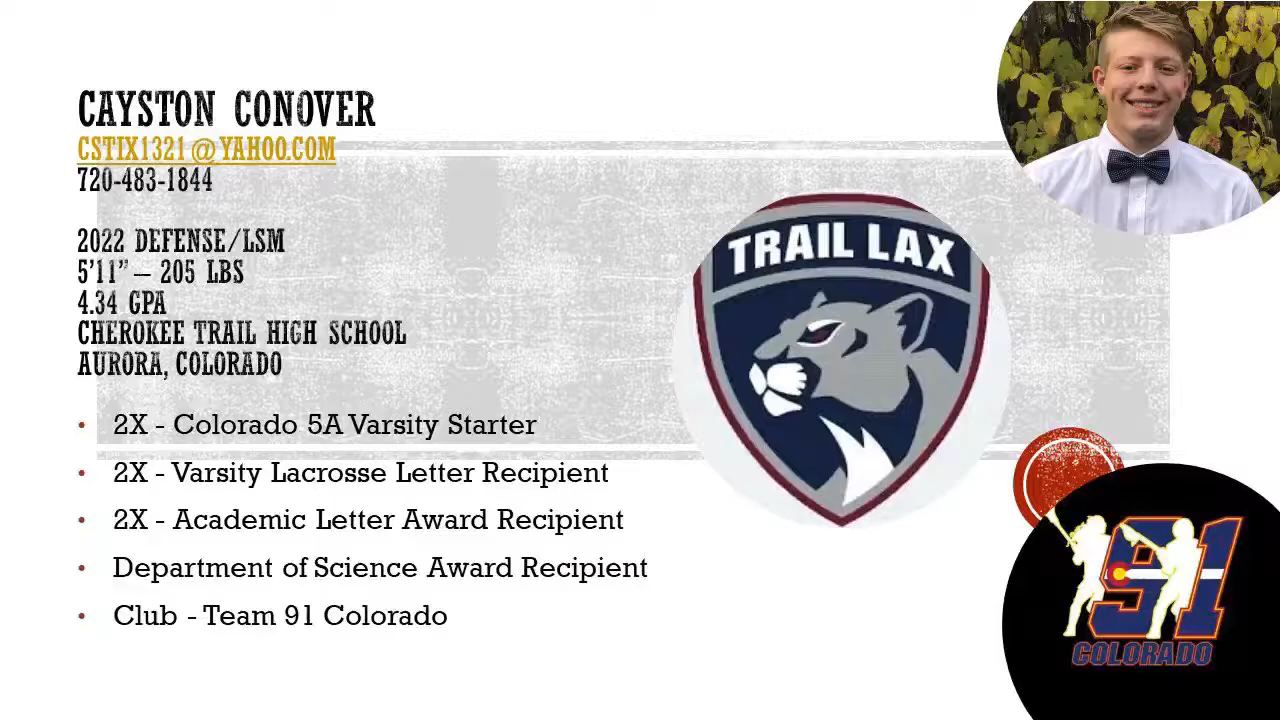 CAYSTON CONOVER
CSTIX1321@YAHOO.COM
720-483-1844
2022 DEFENSE/LSM
5'11" – 205 LBS
4.34 GPA
CHEROKEE TRAIL HIGH SCHOOL
AURORA, COLORADO
• 2X - Colorado 5A Varsity Starter
• 2X - Varsity Lacrosse Letter Recipient
• 2X - Academic Letter Award Recipient
• Department of Science Award Recipient
• Club - Team 91 Colorado
TRAIL LAX
91
COLORADO